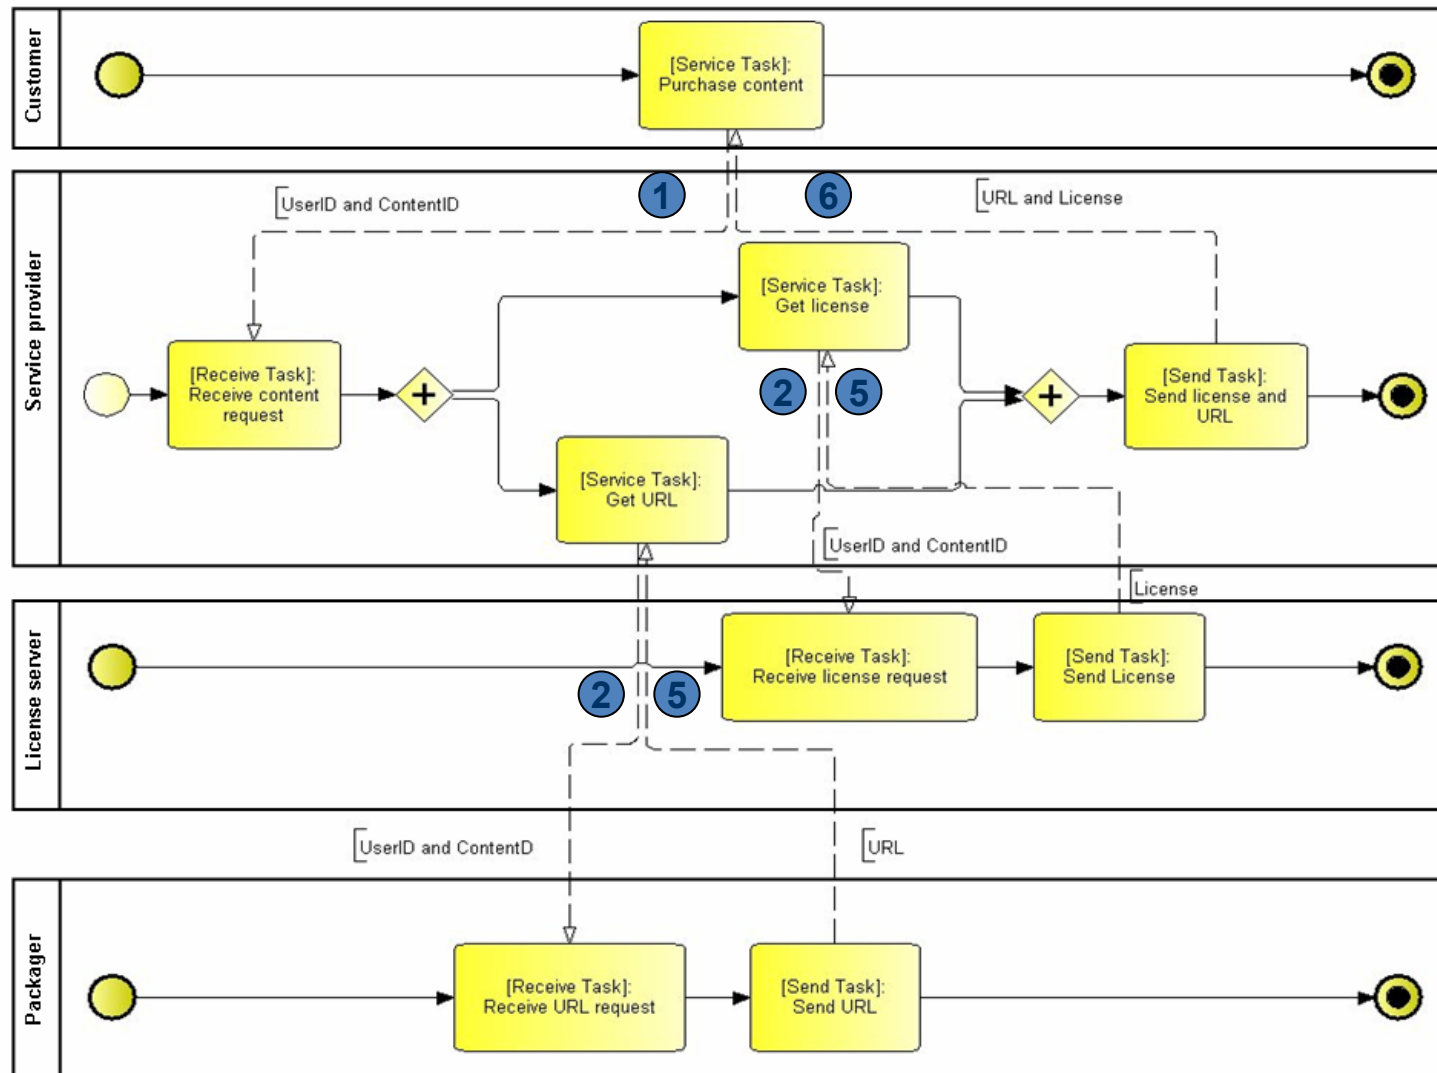 Customer
[Service Task]:
Purchase content
1
6
UserID and ContentID
URL and License
Service provider
[Service Task]:
Get license
[Receive Task]:
Receive content
request
+
2
5
+
[Send Task]:
Send license and
URL
[Service Task]:
Get URL
UserID and ContentID
License
License server
[Receive Task]:
Receive license request
[Send Task]:
Send License
2
5
UserID and ContentD
URL
Packager
[Receive Task]:
Receive URL request
[Send Task]:
Send URL